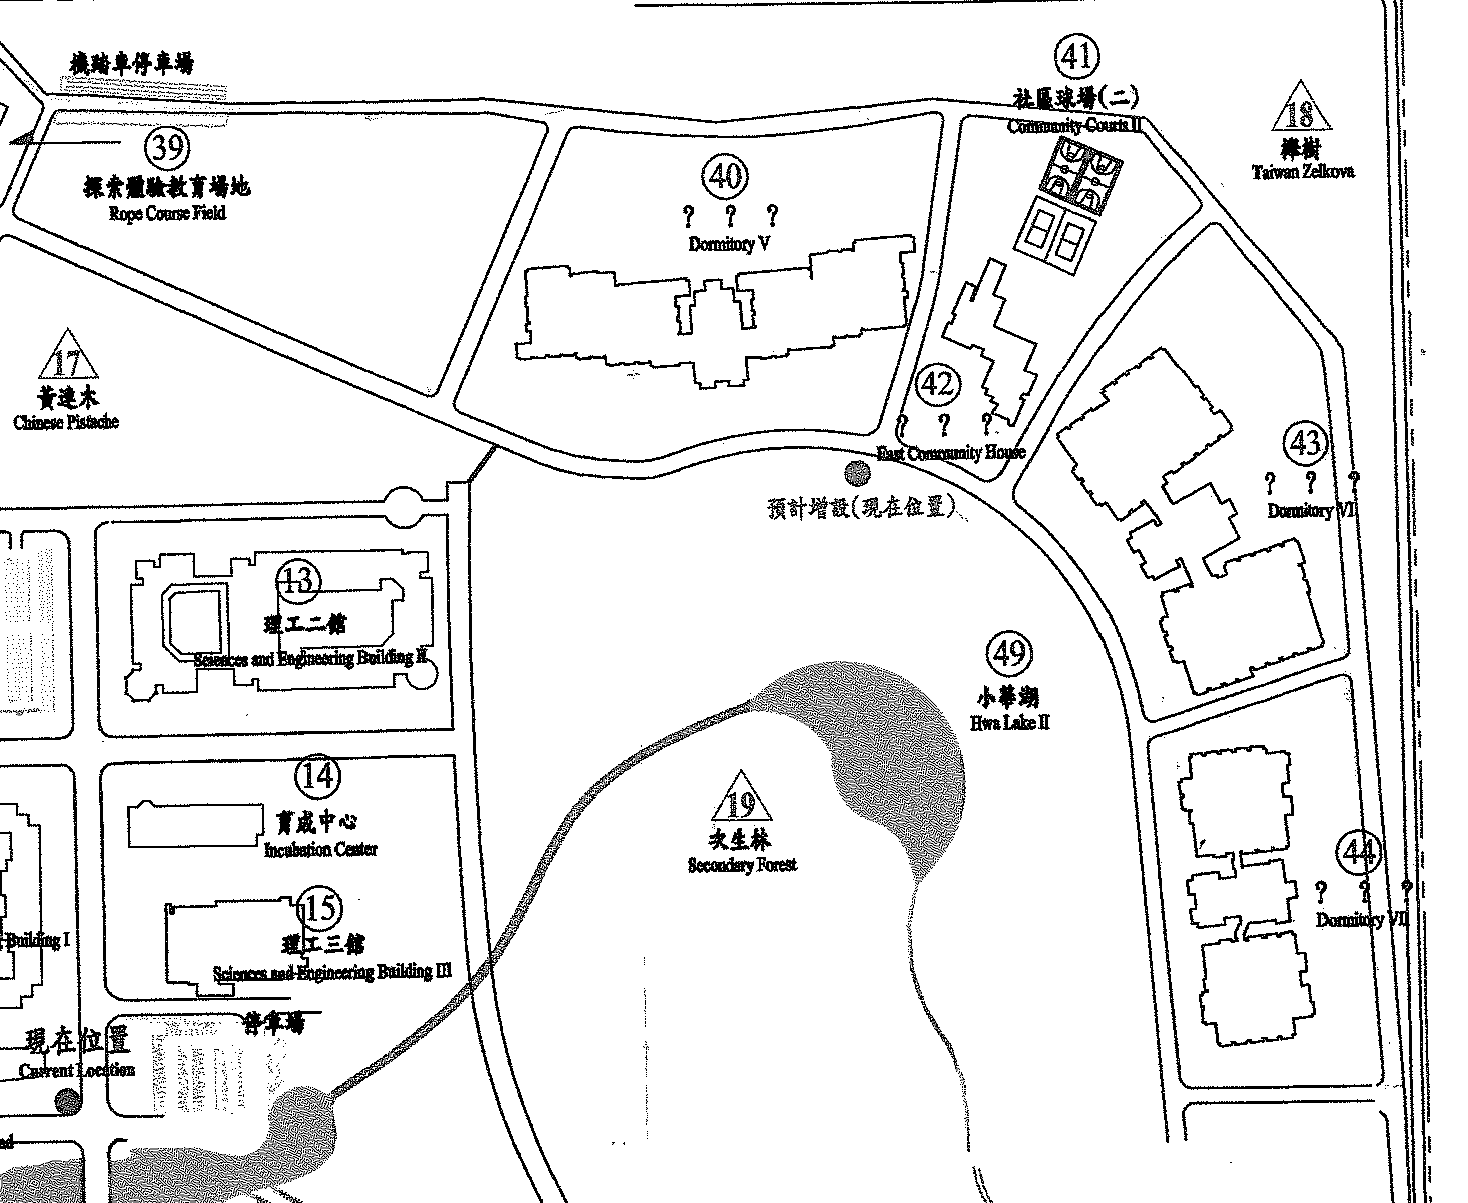 機踏車停車場
39
探索體驗教育場地
Rope Course Field
40
? ? ?
Dormitory V
41
社區球場(二)
Community Courts II
18
櫸樹
Taiwan Zelkova
17
黃連木
Chinese Pistache
42
? ? ?
East Community House
預計增設(現在位置)
43
? ? ?
Dormitory VI
13
理工二館
Sciences and Engineering Building II
49
小華湖
Hwa Lake II
14
育成中心
Incubation Center
19
次生林
Secondary Forest
44
? ? ?
Dormitory VII
15
理工三館
Sciences and Engineering Building III
Building I
停車場
現在位置
Current Location